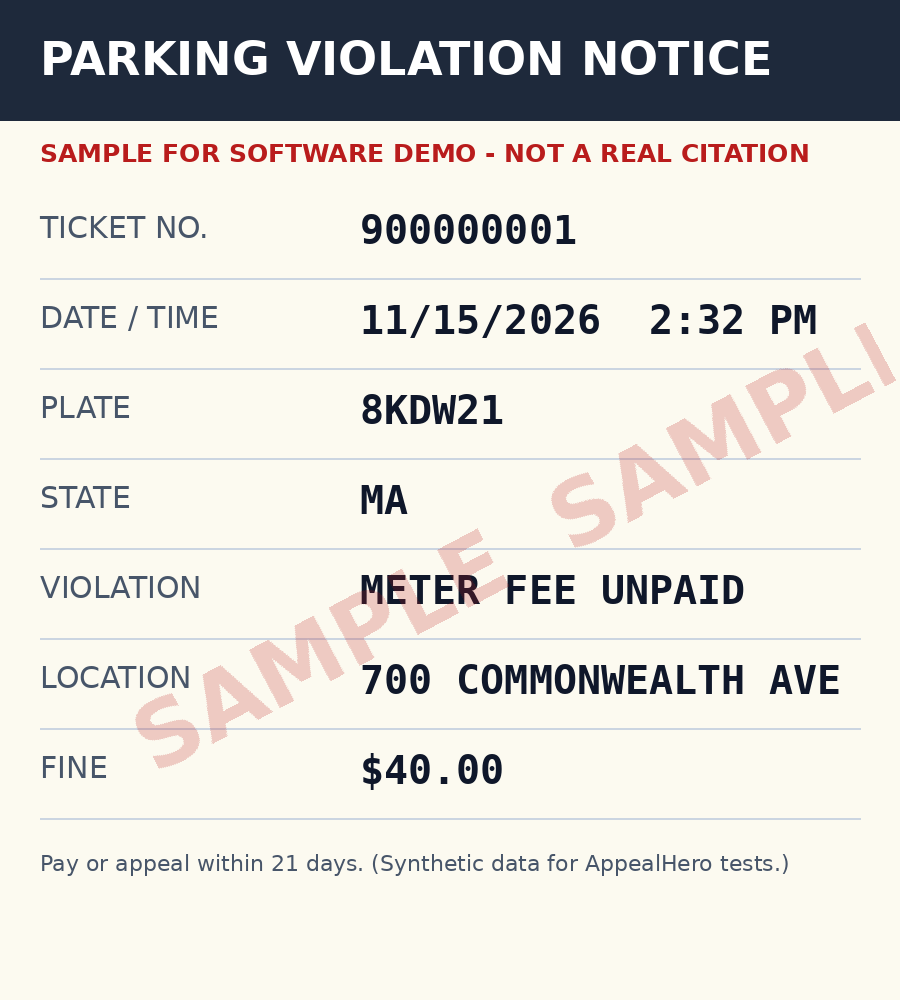 PARKING VIOLATION NOTICE
SAMPLE FOR SOFTWARE DEMO - NOT A REAL CITATION
TICKET NO. 900000001
DATE / TIME 11/15/2026 2:32 PM
PLATE 8KDW21
STATE MA
VIOLATION METER FEE UNPAID
LOCATION 700 COMMONWEALTH AVE
FINE $40.00
SAMPLE SAMPL
Pay or appeal within 21 days. (Synthetic data for AppealHero tests.)